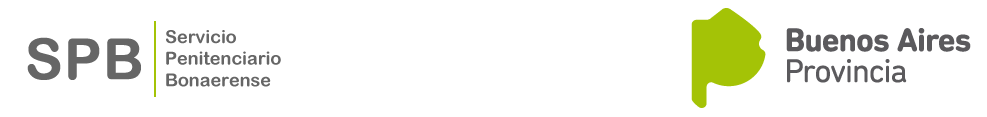 SPB
Servicio
Penitenciario
Bonaerense
Buenos Aires
Provincia